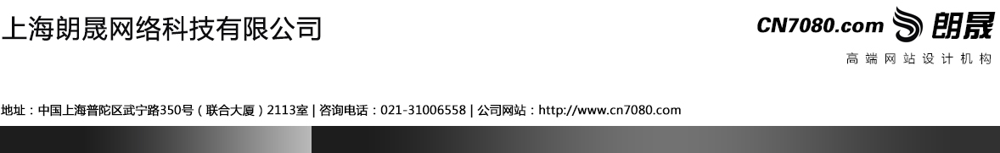 上海朗晟网络科技有限公司
CN7080.com 朗晟
高端网站设计机构
地址：中国上海普陀区武宁路350号（联合大厦）2113室 | 咨询电话：021-31006558 | 公司网站：http://www.cn7080.com